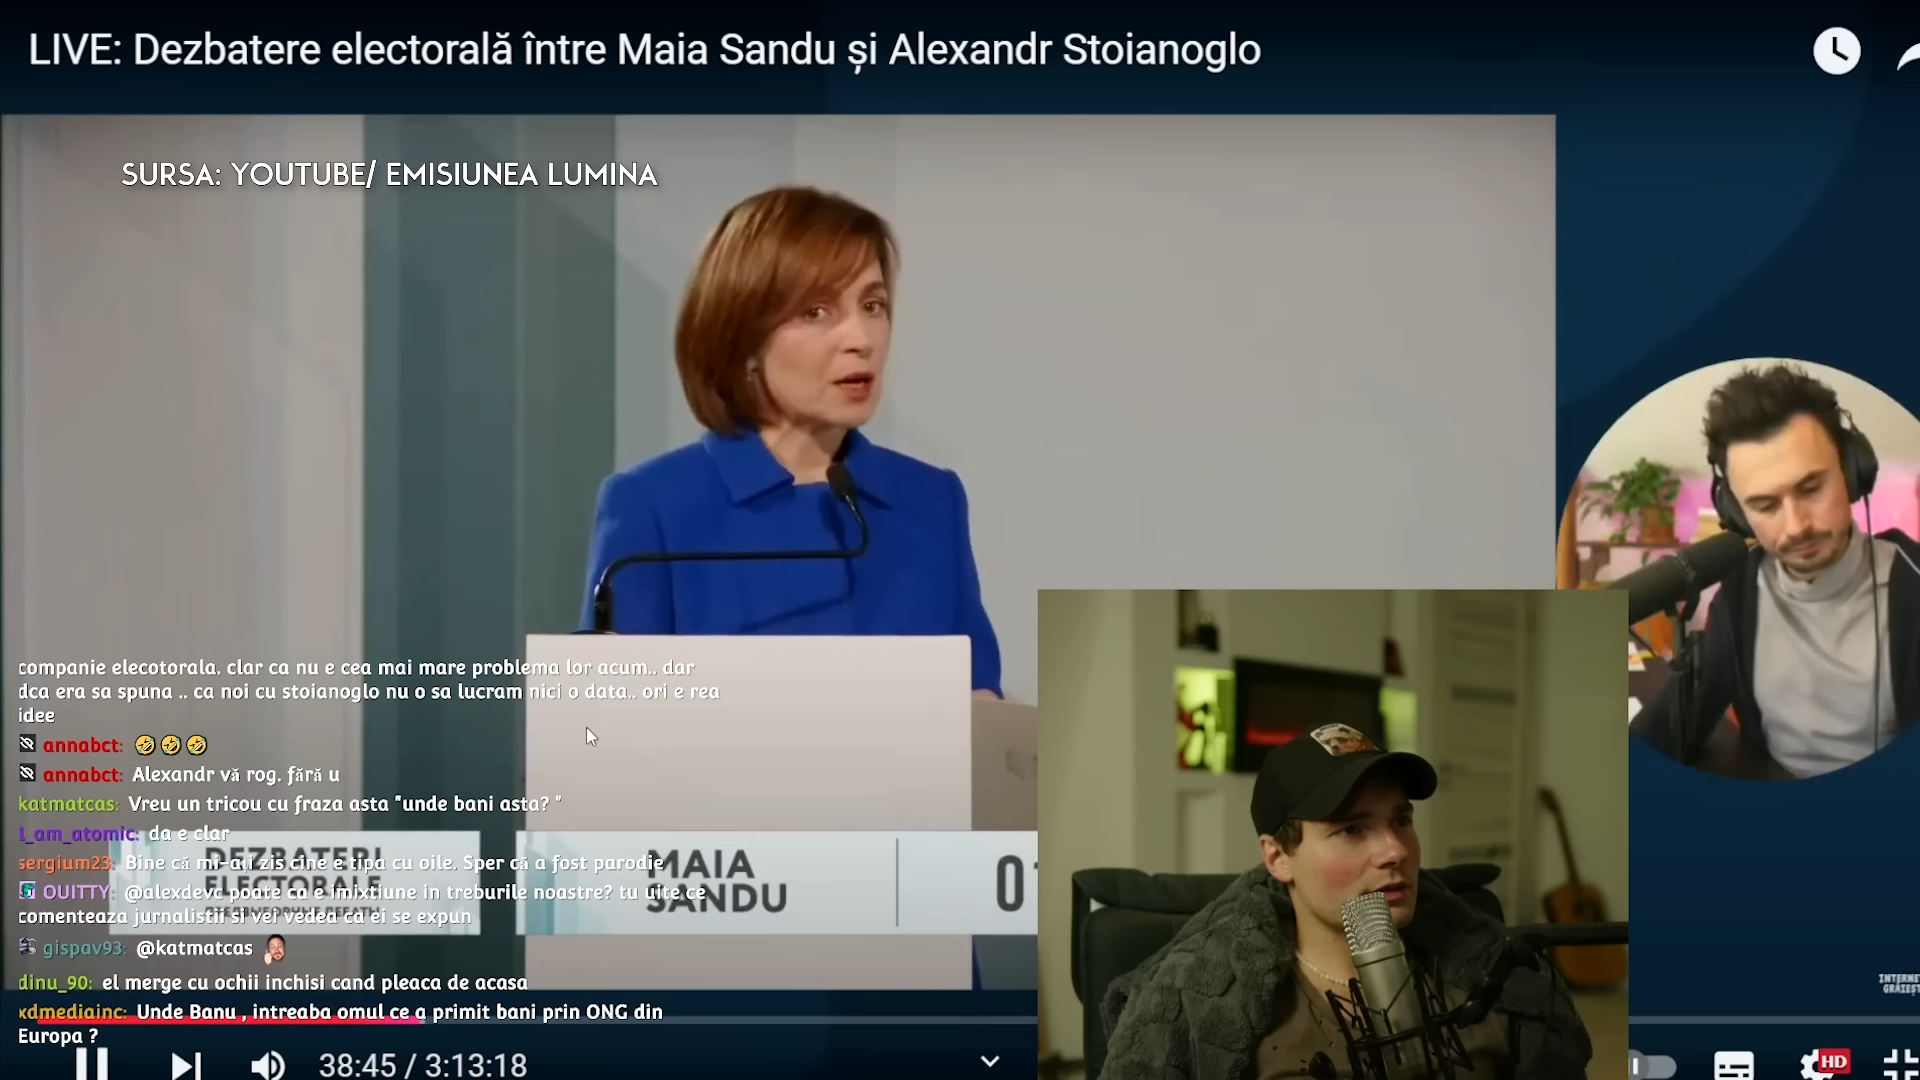 LIVE: Dezbatere electorală între Maia Sandu și Alexandr Stoianoglo
SURSA: YOUTUBE/ EMISIUNEA LUMINA
companie elecotorala. clar ca nu e cea mai mare problema lor acum.. dar
dca era sa spuna .. ca noi cu stoianoglo nu o sa lucram nici o data.. ori e rea
idee
annabct: 🤣🤣🤣
annabct: Alexandr vă rog. fără u
katmatcas: Vreu un tricou cu fraza asta "unde bani asta? "
I_am_atomic: da e clar
sergium23: Bine că mi-ați zis cine e tipa cu oile. Sper că a fost parodie
OUITTY: @alexdevc poate ca e imixtiune in treburile noastre? tu uite ce
comenteaza jurnalistii si vei vedea ca ei se expun
gispav93: @katmatcas
dinu_90: el merge cu ochii inchisi cand pleaca de acasa
xdmediainc: Unde Banu , intreaba omul ce a primit bani prin ONG din
Europa ?
DEZBATERI
ELECTORALE
MAIA
SANDU
38:45 / 3:13:18
HD